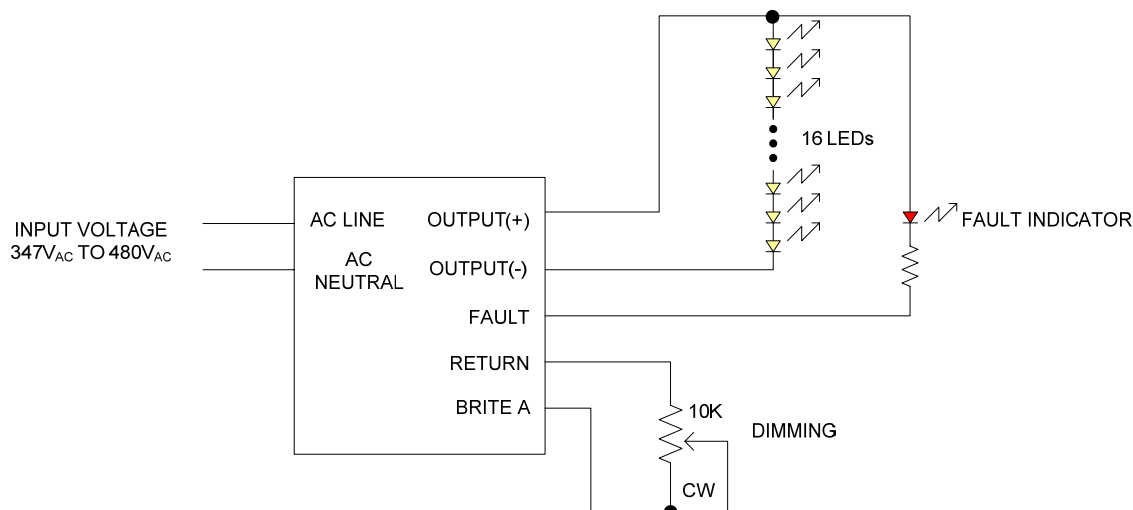 16 LEDs
INPUT VOLTAGE
347VAC TO 480VAC
AC LINE
AC
NEUTRAL
OUTPUT(+)
OUTPUT(-)
FAULT
RETURN
BRITE A
FAULT INDICATOR
10K
DIMMING
CW